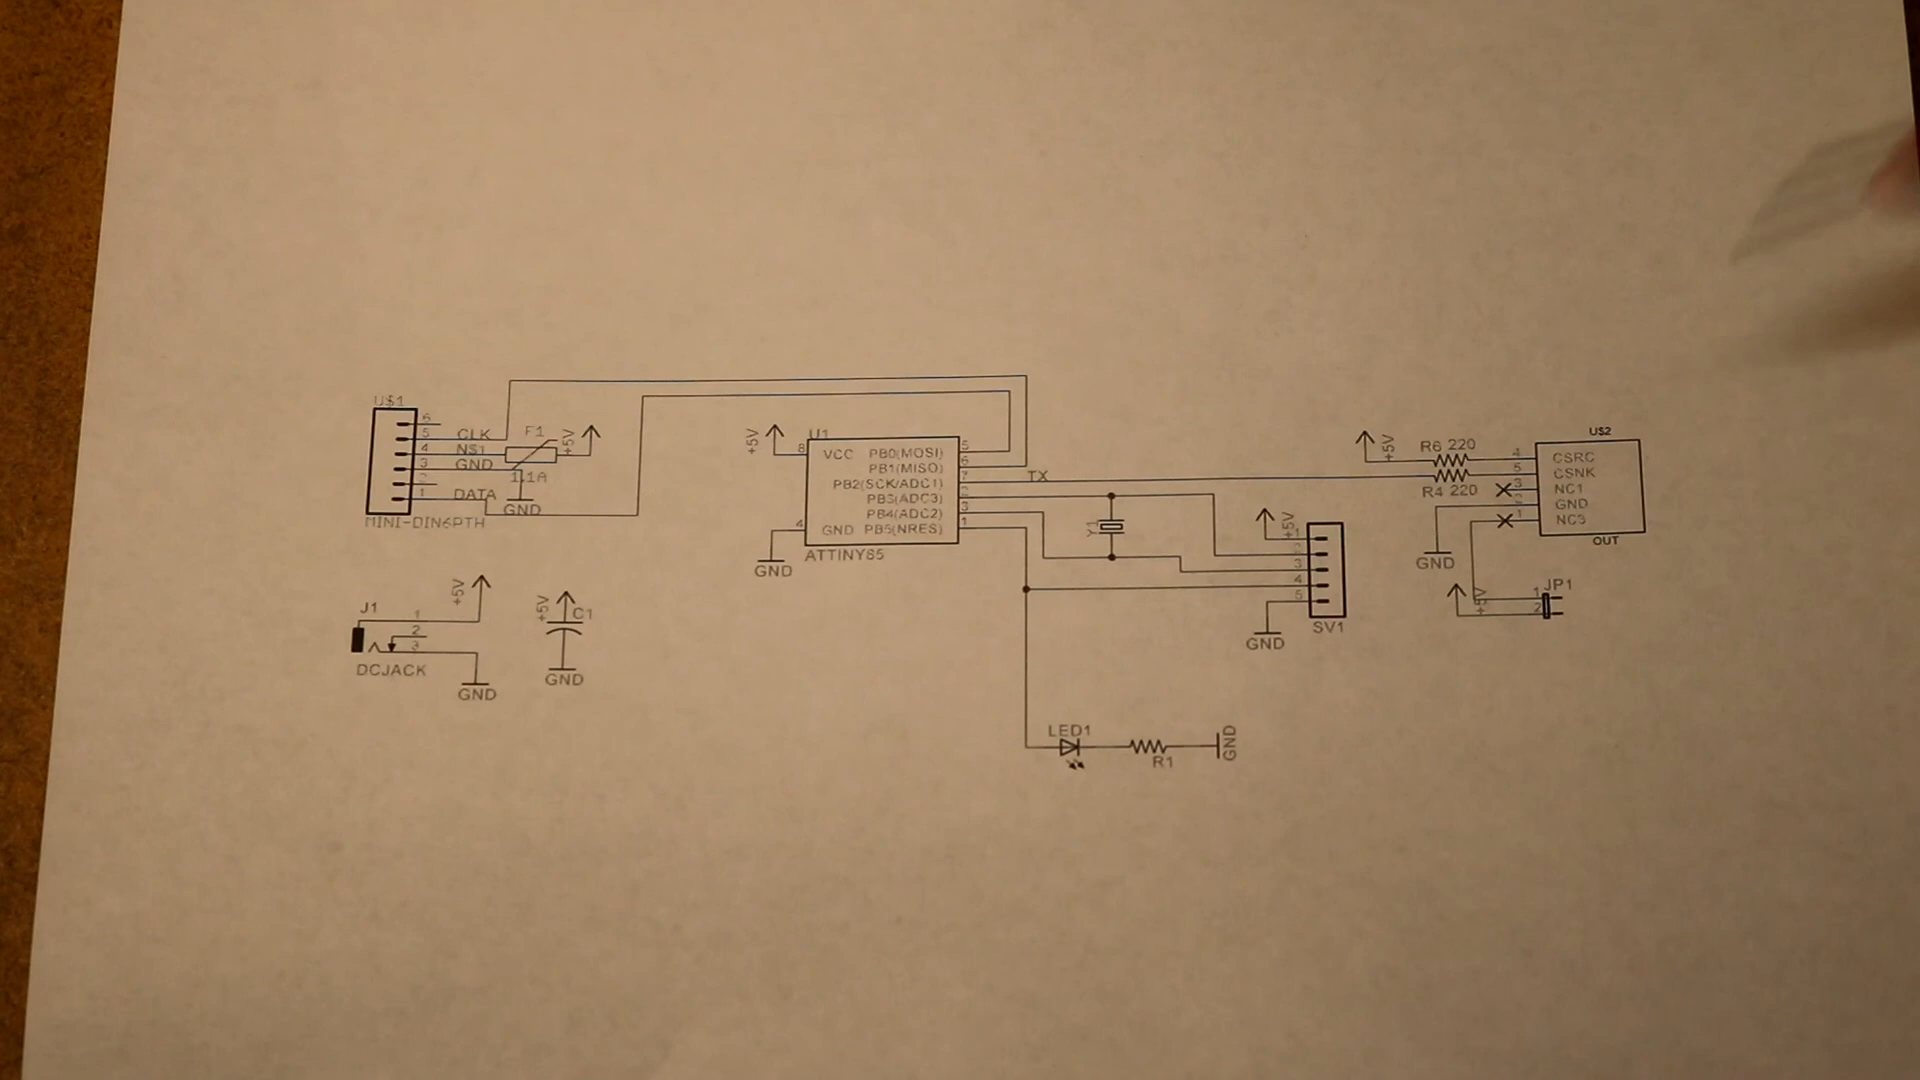 U$1
6
5
CLK
4
NS1
3
GND
2
1
DATA
MINI-DIN6PTH
F1
1.1A
+5V
GND
+5V
U1
8
VCC
PB0(MOSI)
5
PB1(MISO)
6
PB2(SCK/ADC1)
7
TX
PB3(ADC3)
2
PB4(ADC2)
3
4
GND
PB5(NRES)
1
ATTINY85
GND
Y1
+5V
1
2
3
4
5
SV1
GND
+5V
R6 220
R4 220
U$2
4
CSRC
5
CSNK
3
NC1
2
GND
1
NC3
OUT
GND
+5V
JP1
1
2
J1
1
2
3
DCJACK
+5V
GND
+5V
C1
GND
LED1
R1
GND